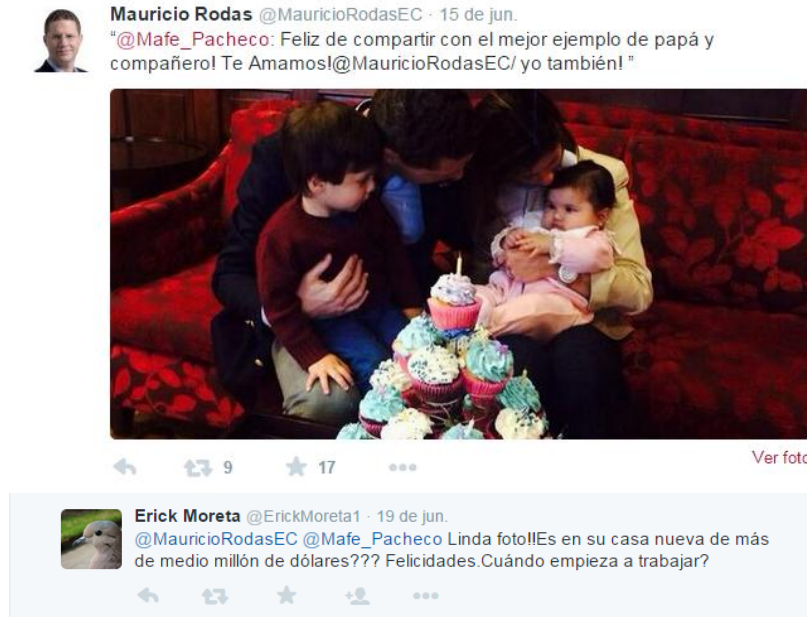 Mauricio Rodas @MauricioRodasEC · 15 de jun.
“@Mafe_Pacheco: Feliz de compartir con el mejor ejemplo de papá y
compañero! Te Amamos!@MauricioRodasEC/ yo también! ”
Ver foto
9 17
Erick Moreta @ErickMoreta1 · 19 de jun.
@MauricioRodasEC @Mafe_Pacheco Linda foto!!Es en su casa nueva de más
de medio millón de dólares??? Felicidades.Cuándo empieza a trabajar?